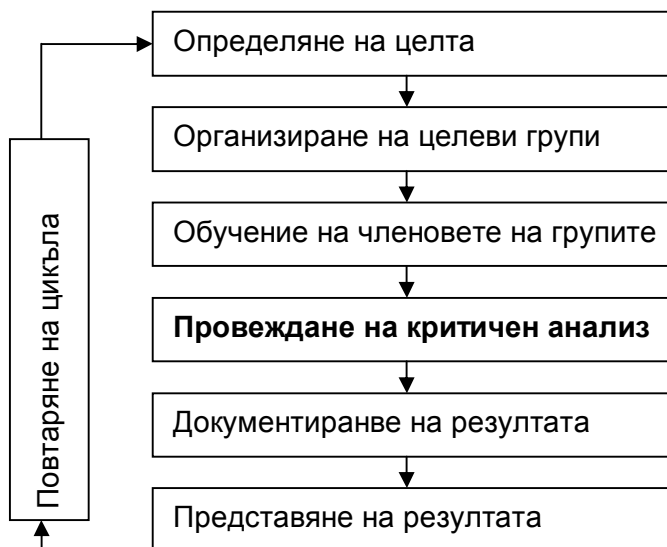 Определяне на целта
Организиране на целеви групи
Обучение на членовете на групите
Провеждане на критичен анализ
Документиранве на резултата
Представяне на резултата
Повтаряне на цикъла